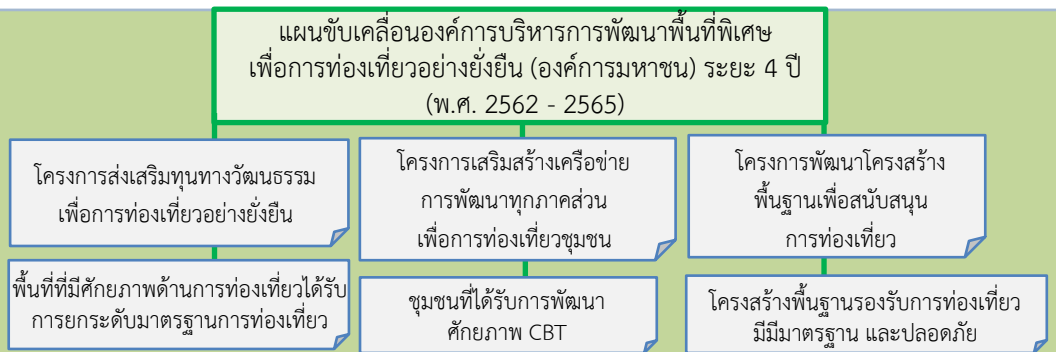 แผนขับเคลื่อนองค์การบริหารการพัฒนาพื้นที่พิเศษ
เพื่อการท่องเที่ยวอย่างยั่งยืน (องค์การมหาชน) ระยะ 4 ปี
(พ.ศ. 2562 - 2565)
โครงการส่งเสริมทุนทางวัฒนธรรม
เพื่อการท่องเที่ยวอย่างยั่งยืน
โครงการเสริมสร้างเครือข่าย
การพัฒนาทุกภาคส่วน
เพื่อการท่องเที่ยวชุมชน
โครงการพัฒนาโครงสร้าง
พื้นฐานเพื่อสนับสนุน
การท่องเที่ยว
พื้นที่ที่มีศักยภาพด้านการท่องเที่ยวได้รับ
การยกระดับมาตรฐานการท่องเที่ยว
ชุมชนที่ได้รับการพัฒนา
ศักยภาพ CBT
โครงสร้างพื้นฐานรองรับการท่องเที่ยว
มีมีมาตรฐาน และปลอดภัย